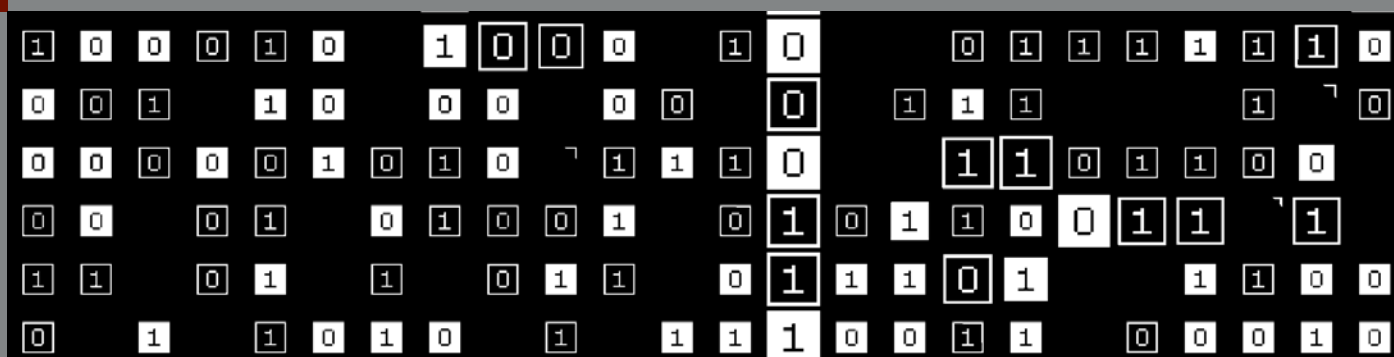 1 0 0 0 1 0 1 0 0 0 1 0 0 1 1 1 1 1 1 0
0 0 1 1 0 0 0 0 0 0 1 1 1 1 0
0 0 0 0 0 1 0 1 0 1 1 1 0 1 1 0 1 1 0 0
0 0 0 1 0 1 0 0 1 0 1 0 1 1 0 0 1 1 1
1 1 0 1 1 0 1 1 0 1 1 1 0 1 1 1 0 0
0 1 1 0 1 0 1 1 1 1 0 0 1 1 0 0 0 1 0